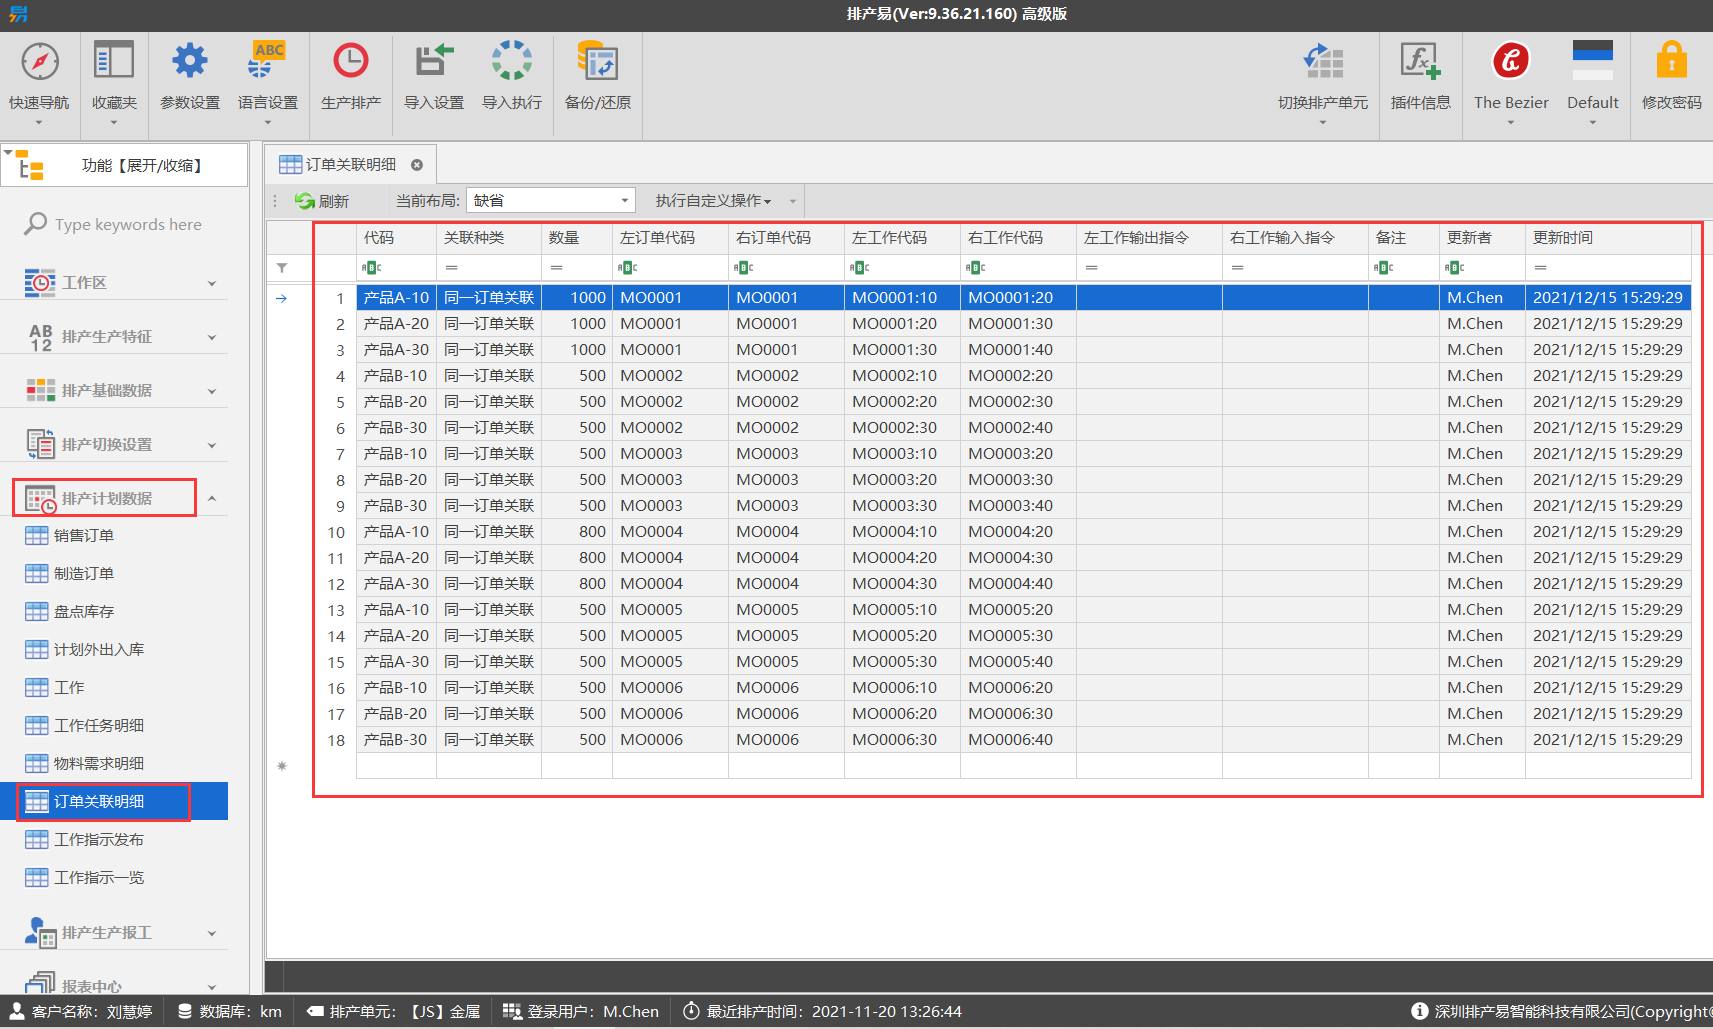 排产易(Ver:9.36.21.160) 高级版
快速导航 收藏夹 参数设置 语言设置 生产排产 导入设置 导入执行 备份/还原 切换排产单元 插件信息 The Bezier Default 修改密码
功能【展开/收缩】
Type keywords here
工作区
排产生产特征
排产基础数据
排产切换设置
排产计划数据
销售订单
制造订单
盘点库存
计划外出入库
工作
工作任务明细
物料需求明细
订单关联明细
工作指示发布
工作指示一览
排产生产报工
报表中心
订单关联明细
刷新 当前布局: 缺省 执行自定义操作
代码 关联种类 数量 左订单代码 右订单代码 左工作代码 右工作代码 左工作输出指令 右工作输入指令 备注 更新者 更新时间
1 产品A-10 同一订单关联 1000 MO0001 MO0001 MO0001:10 MO0001:20 M.Chen 2021/12/15 15:29:29
2 产品A-20 同一订单关联 1000 MO0001 MO0001 MO0001:20 MO0001:30 M.Chen 2021/12/15 15:29:29
3 产品A-30 同一订单关联 1000 MO0001 MO0001 MO0001:30 MO0001:40 M.Chen 2021/12/15 15:29:29
4 产品B-10 同一订单关联 500 MO0002 MO0002 MO0002:10 MO0002:20 M.Chen 2021/12/15 15:29:29
5 产品B-20 同一订单关联 500 MO0002 MO0002 MO0002:20 MO0002:30 M.Chen 2021/12/15 15:29:29
6 产品B-30 同一订单关联 500 MO0002 MO0002 MO0002:30 MO0002:40 M.Chen 2021/12/15 15:29:29
7 产品B-10 同一订单关联 500 MO0003 MO0003 MO0003:10 MO0003:20 M.Chen 2021/12/15 15:29:29
8 产品B-20 同一订单关联 500 MO0003 MO0003 MO0003:20 MO0003:30 M.Chen 2021/12/15 15:29:29
9 产品B-30 同一订单关联 500 MO0003 MO0003 MO0003:30 MO0003:40 M.Chen 2021/12/15 15:29:29
10 产品A-10 同一订单关联 800 MO0004 MO0004 MO0004:10 MO0004:20 M.Chen 2021/12/15 15:29:29
11 产品A-20 同一订单关联 800 MO0004 MO0004 MO0004:20 MO0004:30 M.Chen 2021/12/15 15:29:29
12 产品A-30 同一订单关联 800 MO0004 MO0004 MO0004:30 MO0004:40 M.Chen 2021/12/15 15:29:29
13 产品A-10 同一订单关联 500 MO0005 MO0005 MO0005:10 MO0005:20 M.Chen 2021/12/15 15:29:29
14 产品A-20 同一订单关联 500 MO0005 MO0005 MO0005:20 MO0005:30 M.Chen 2021/12/15 15:29:29
15 产品A-30 同一订单关联 500 MO0005 MO0005 MO0005:30 MO0005:40 M.Chen 2021/12/15 15:29:29
16 产品B-10 同一订单关联 500 MO0006 MO0006 MO0006:10 MO0006:20 M.Chen 2021/12/15 15:29:29
17 产品B-20 同一订单关联 500 MO0006 MO0006 MO0006:20 MO0006:30 M.Chen 2021/12/15 15:29:29
18 产品B-30 同一订单关联 500 MO0006 MO0006 MO0006:30 MO0006:40 M.Chen 2021/12/15 15:29:29
客户名称: 刘慧婷 数据库: km 排产单元: 【JS】金属 登录用户: M.Chen 最近排产时间: 2021-11-20 13:26:44 深圳排产易智能科技有限公司(Copyright©